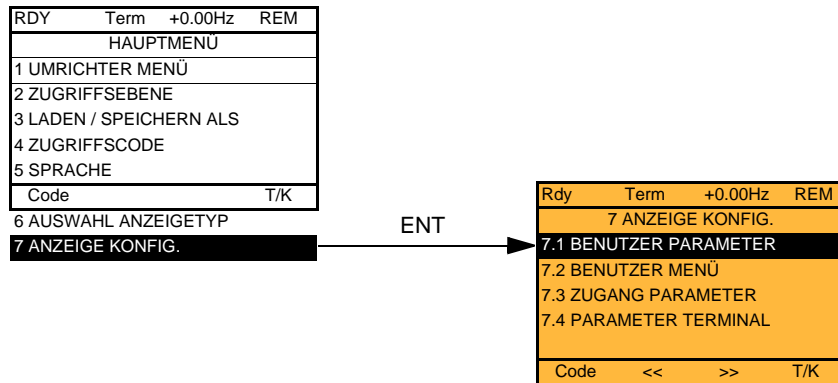 RDY Term +0.00Hz REM
HAUPTMENÜ
1 UMRICHTER MENÜ
2 ZUGRIFFSEBENE
3 LADEN / SPEICHERN ALS
4 ZUGRIFFSCODE
5 SPRACHE
Code T/K
6 AUSWAHL ANZEIGETYP
7 ANZEIGE KONFIG.
ENT
Rdy Term +0.00Hz REM
7 ANZEIGE KONFIG.
7.1 BENUTZER PARAMETER
7.2 BENUTZER MENÜ
7.3 ZUGANG PARAMETER
7.4 PARAMETER TERMINAL
Code << >> T/K